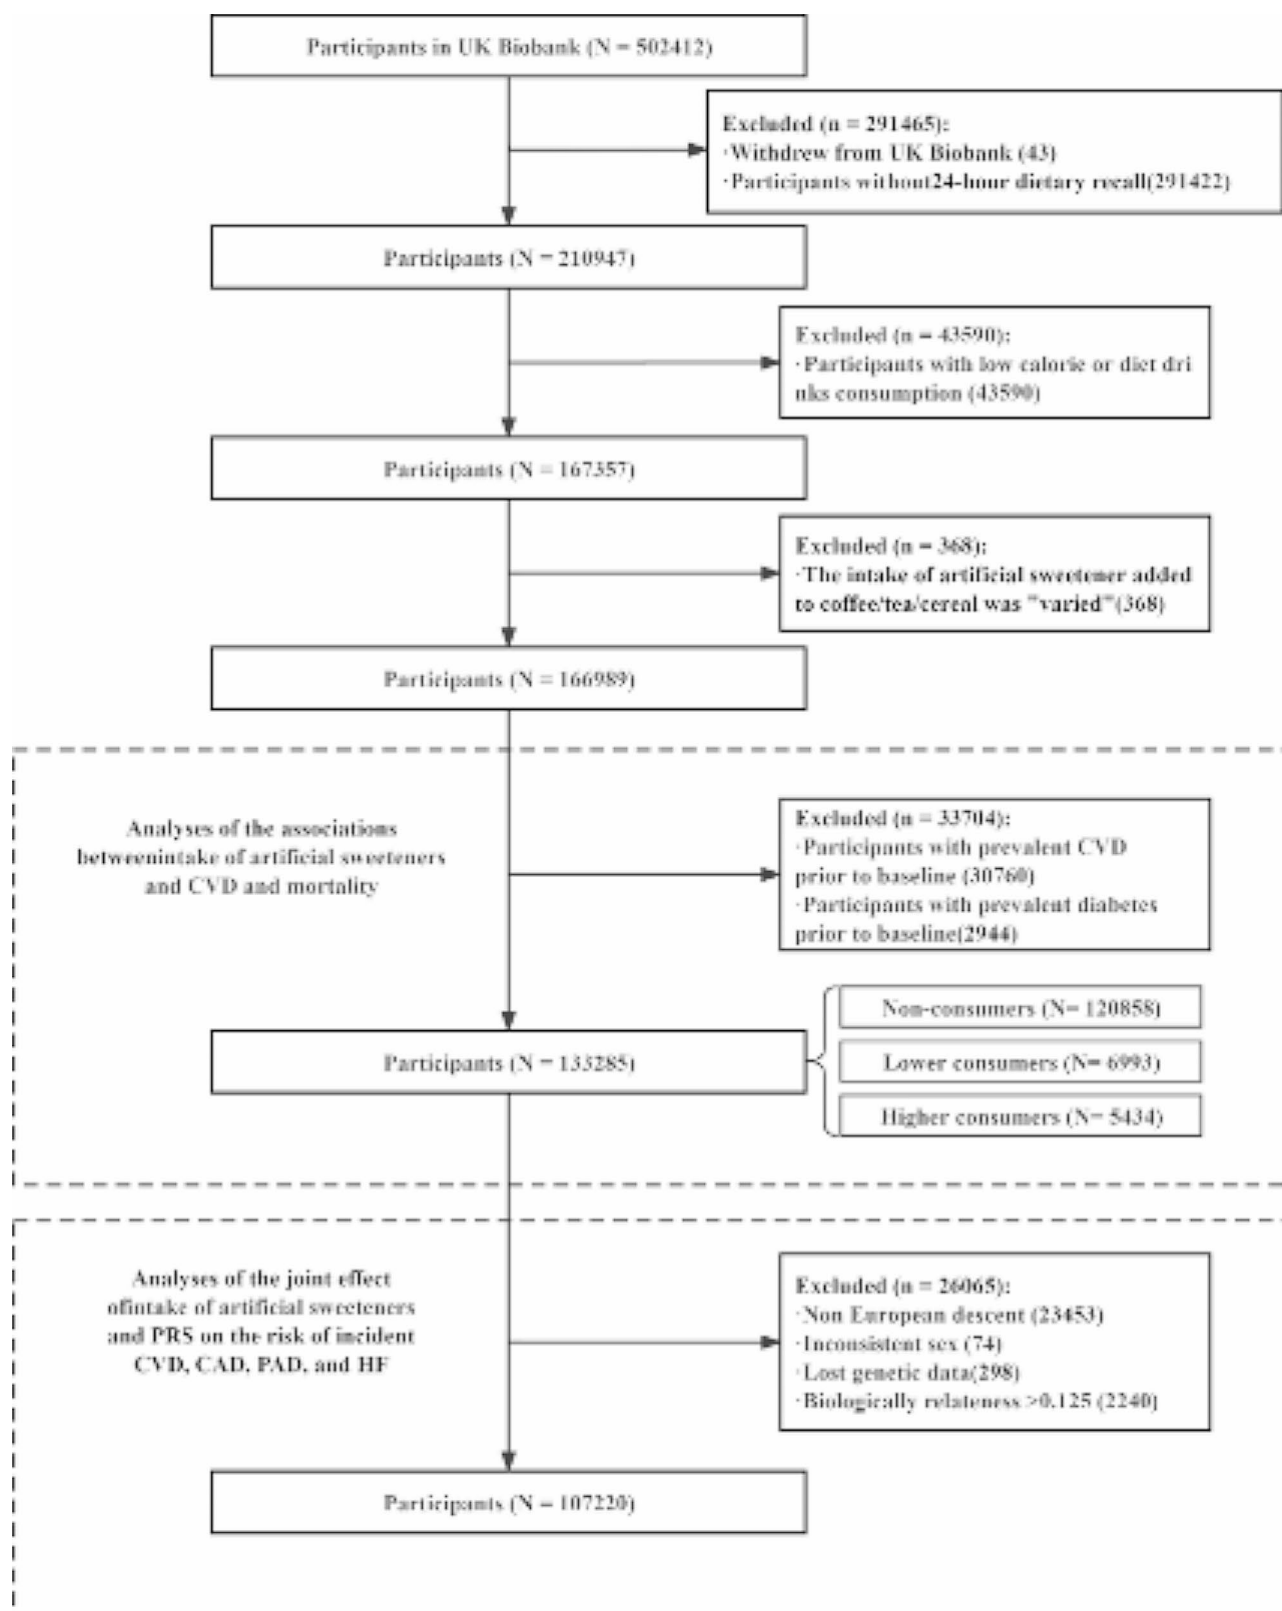 Participants in UK Biobank (N = 502412)
Excluded (n = 291465):
·Withdrew from UK Biobank (43)
·Participants without24-hour dietary recall(291422)
Participants (N = 210947)
Excluded (n = 43590):
·Participants with low calorie or diet dri
nks consumption (43590)
Participants (N = 167357)
Excluded (n = 368):
·The intake of artificial sweetener added
to coffee/tea/cereal was "varied"(368)
Participants (N = 166989)
Analyses of the associations
betweenintake of artificial sweeteners
and CVD and mortality
Excluded (n = 33704):
·Participants with prevalent CVD
prior to baseline (30760)
·Participants with prevalent diabetes
prior to baseline(2944)
Participants (N = 133285)
Non-consumers (N= 120858)
Lower consumers (N= 6993)
Higher consumers (N= 5434)
Analyses of the joint effect
ofintake of artificial sweeteners
and PRS on the risk of incident
CVD, CAD, PAD, and HF
Excluded (n = 26065):
·Non European descent (23453)
·Inconsistent sex (74)
·Lost genetic data(298)
·Biologically relateness >0.125 (2240)
Participants (N = 107220)